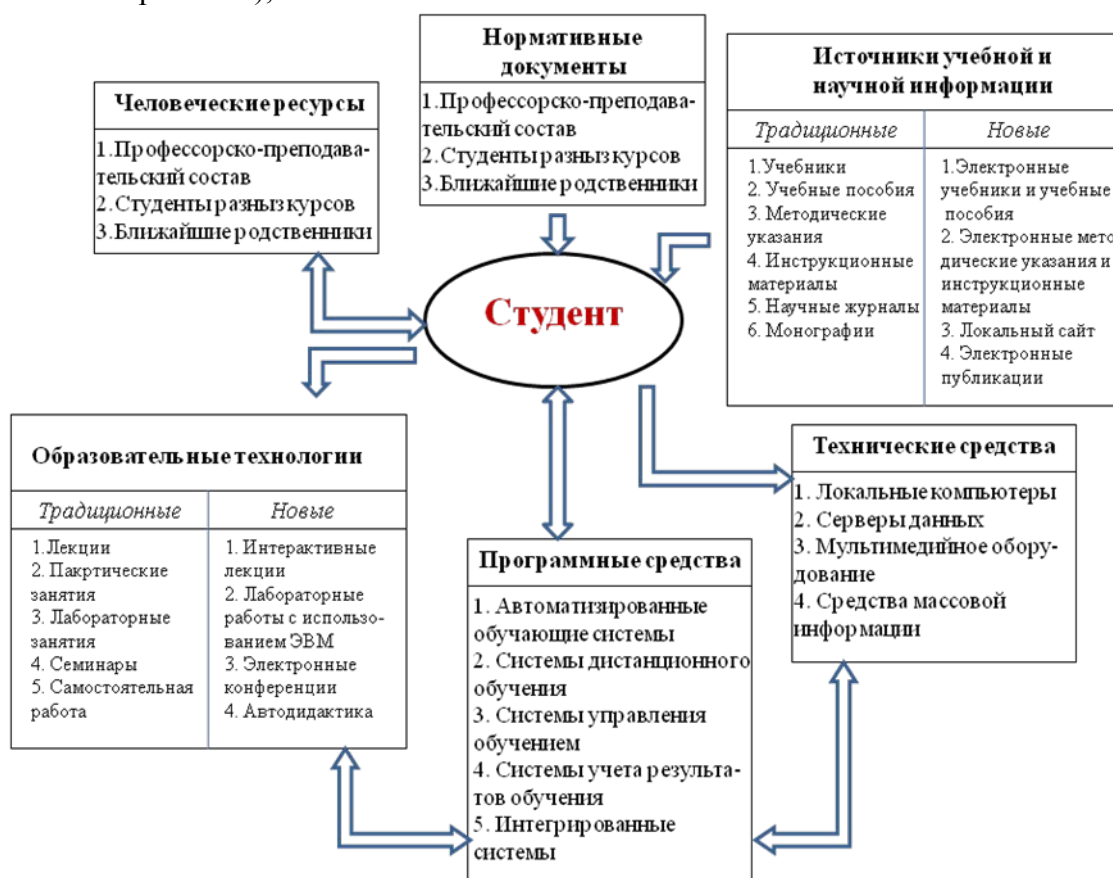 Нормативные
документы
1.Профессорско-преподава-
тельский состав
2.Студенты разныз курсов
3.Ближайшие родственники
Человеческие ресурсы
1.Профессорско-преподава-
тельский состав
2.Студенты разныз курсов
3.Ближайшие родственники
Источники учебной и
научной информации
Традиционные
1.Учебники
2. Учебные пособия
3. Методические
указания
4. Инструкционные
материалы
5. Научные журналы
6. Монографии
Новые
1.Электронные
учебники и учебные
пособия
2. Электронные мето
дические указания и
инструкционные
материалы
3. Локальный сайт
4. Электронные
публикации
Студент
Образовательные технологии
Традиционные
1.Лекции
2. Пакртические
занятия
3. Лабораторные
занятия
4. Семинары
5. Самостоятельная
работа
Новые
1. Интерактивные
лекции
2. Лабораторные
работы с использо-
ванием ЭВМ
3. Электронные
конференции
4. Автодидактика
Программные средства
1. Автоматизированные
обучающие системы
2. Системы дистанционного
обучения
3. Системы управления
обучением
4. Системы учета результа-
тов обучения
5. Интегрированные
системы
Технические средства
1. Локальные компьютеры
2. Серверы данных
3. Мультимедийное обору-
дование
4. Средства массовой
информации